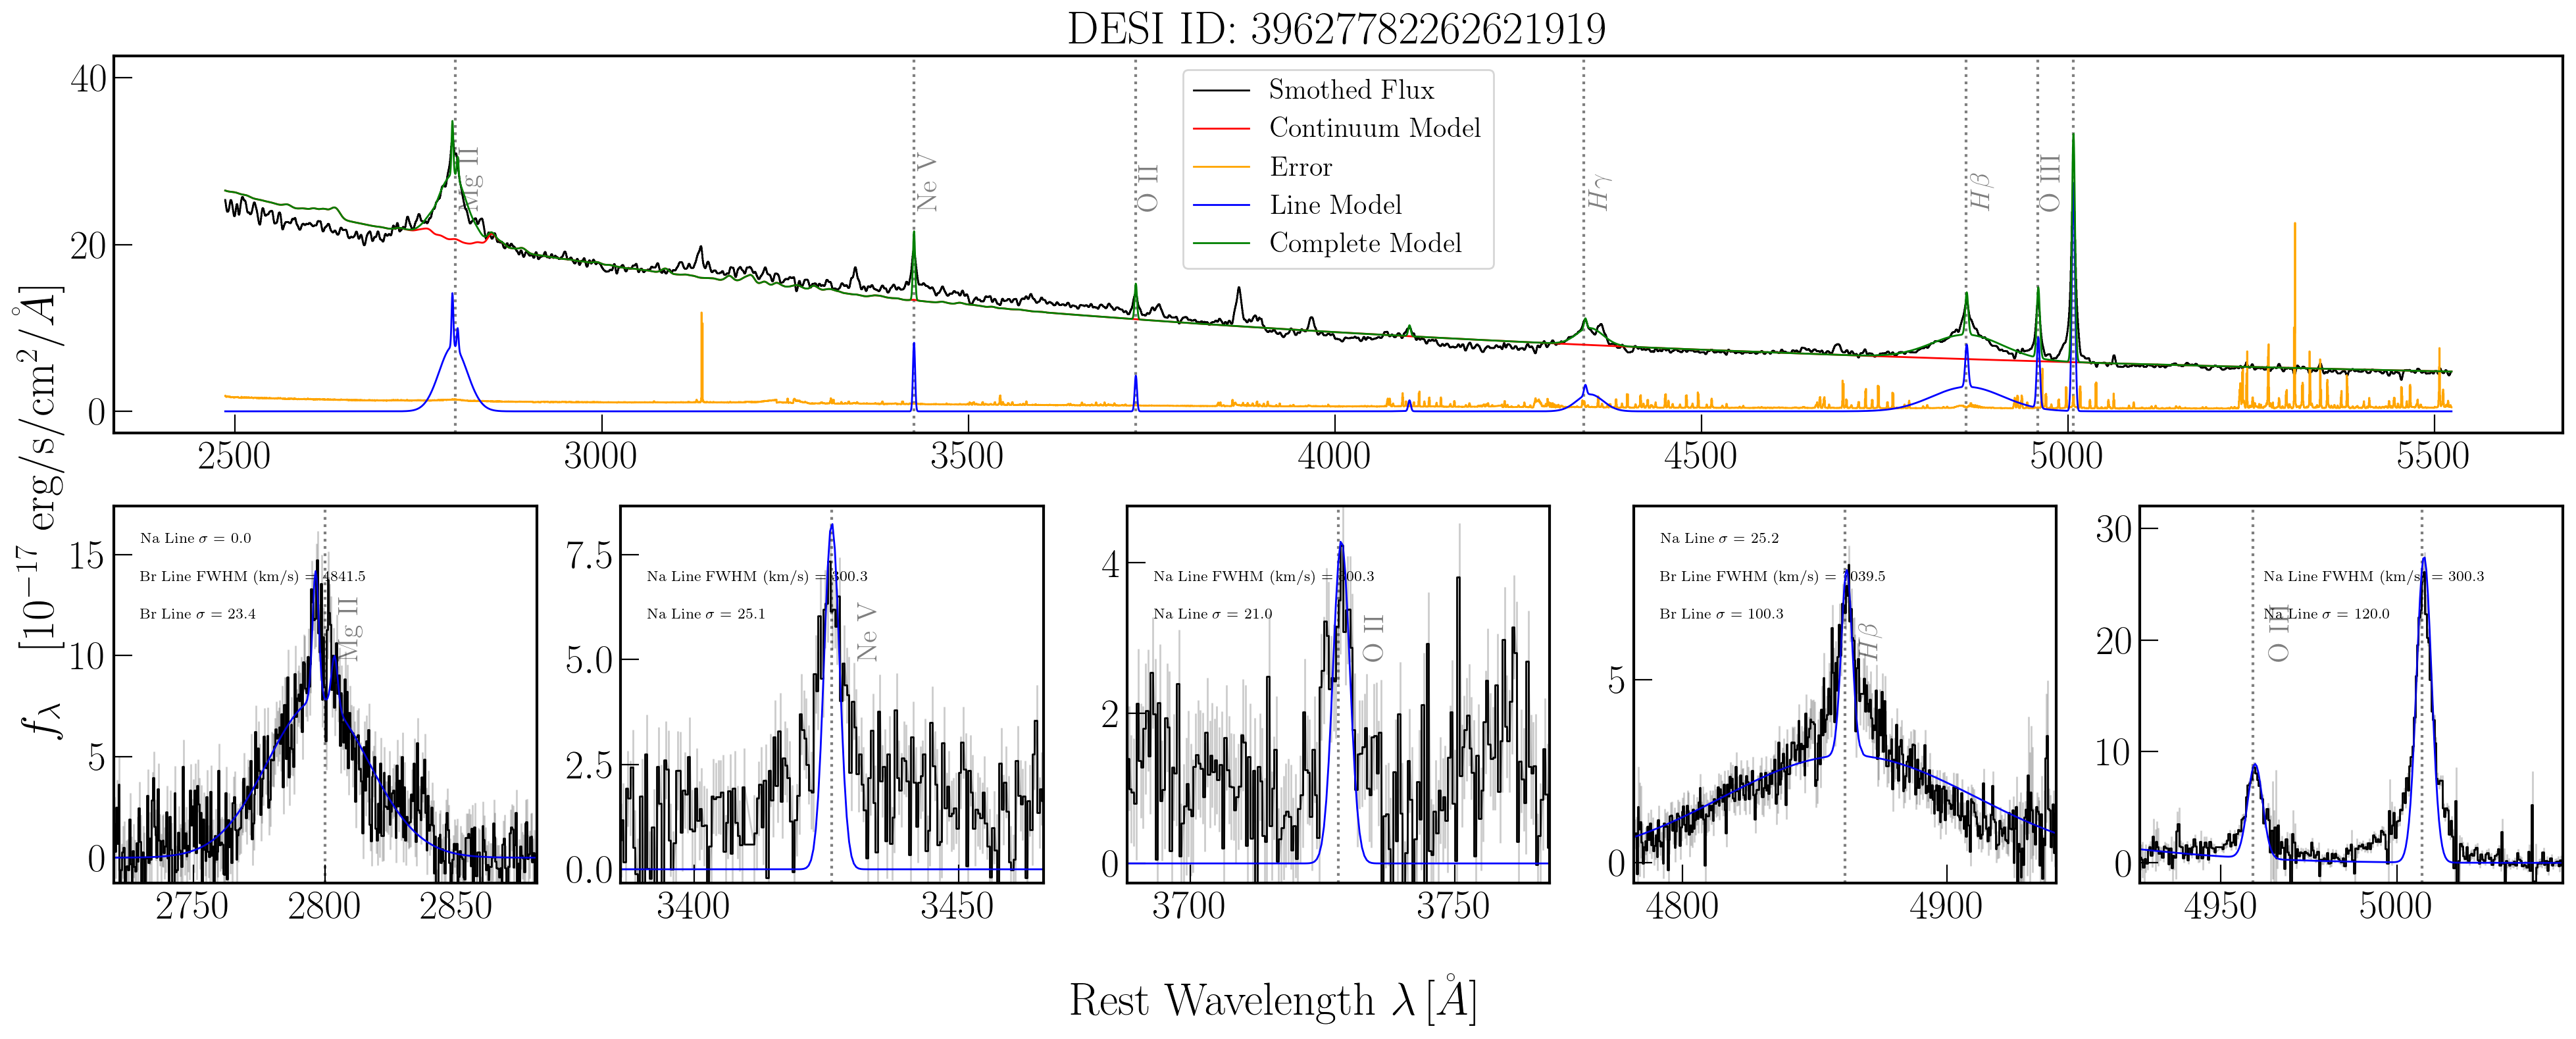 DESI ID: 39627782262621919
40
20
0
Smothed Flux
Continuum Model
Error
Line Model
Complete Model
Mg II
Ne V
O II
Hγ
Hβ
O III
2500 3000 3500 4000 4500 5000 5500
f_λ [10^{-17} erg/s/cm^2/Å]
Na Line σ = 0.0
Br Line FWHM (km/s) = 4841.5
Br Line σ = 23.4
Mg II
15
10
5
0
2750 2800 2850
Na Line FWHM (km/s) = 300.3
Na Line σ = 25.1
Ne V
7.5
5.0
2.5
0.0
3400 3450
Na Line FWHM (km/s) = 300.3
Na Line σ = 21.0
O II
4
2
0
3700 3750
Na Line σ = 25.2
Br Line FWHM (km/s) = 
Br Line σ = 100.3
Hβ
5
0
4800 4900
Na Line FWHM (km/s) = 300.3
Na Line σ = 120.0
O III
30
20
10
0
4950 5000
Rest Wavelength λ [Å]